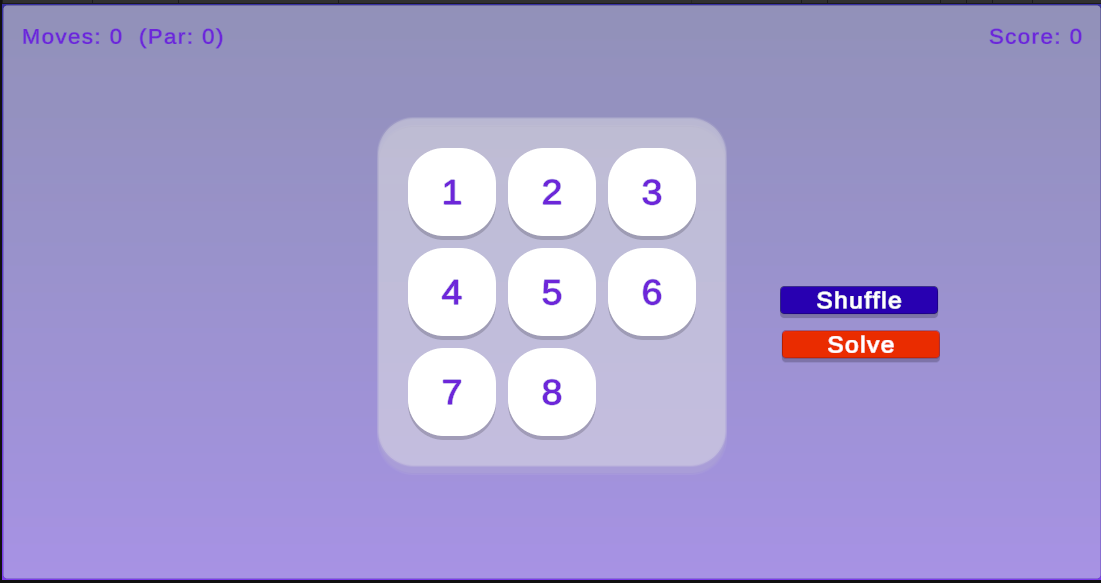 Moves: 0 (Par: 0)
Score: 0
1 2 3
4 5 6
7 8
Shuffle
Solve